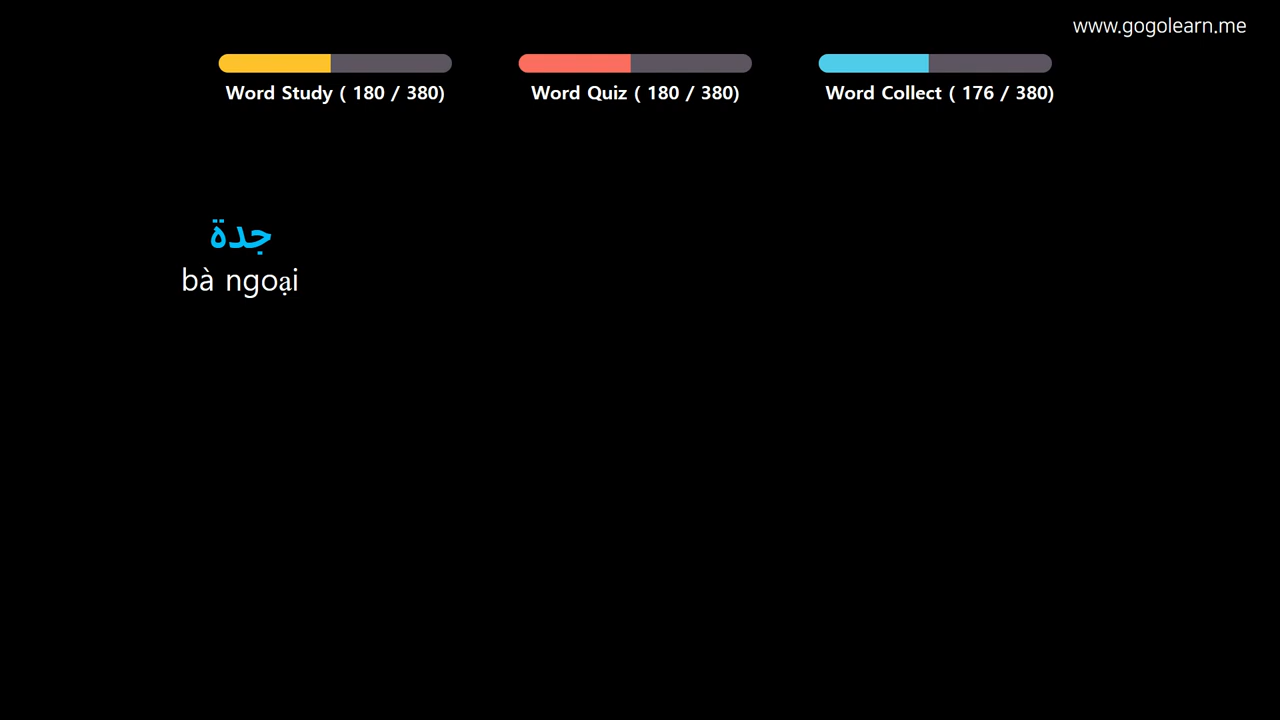 www.gogolearn.me
Word Study ( 180 / 380)
Word Quiz ( 180 / 380)
Word Collect ( 176 / 380)
جدة
bà ngoại